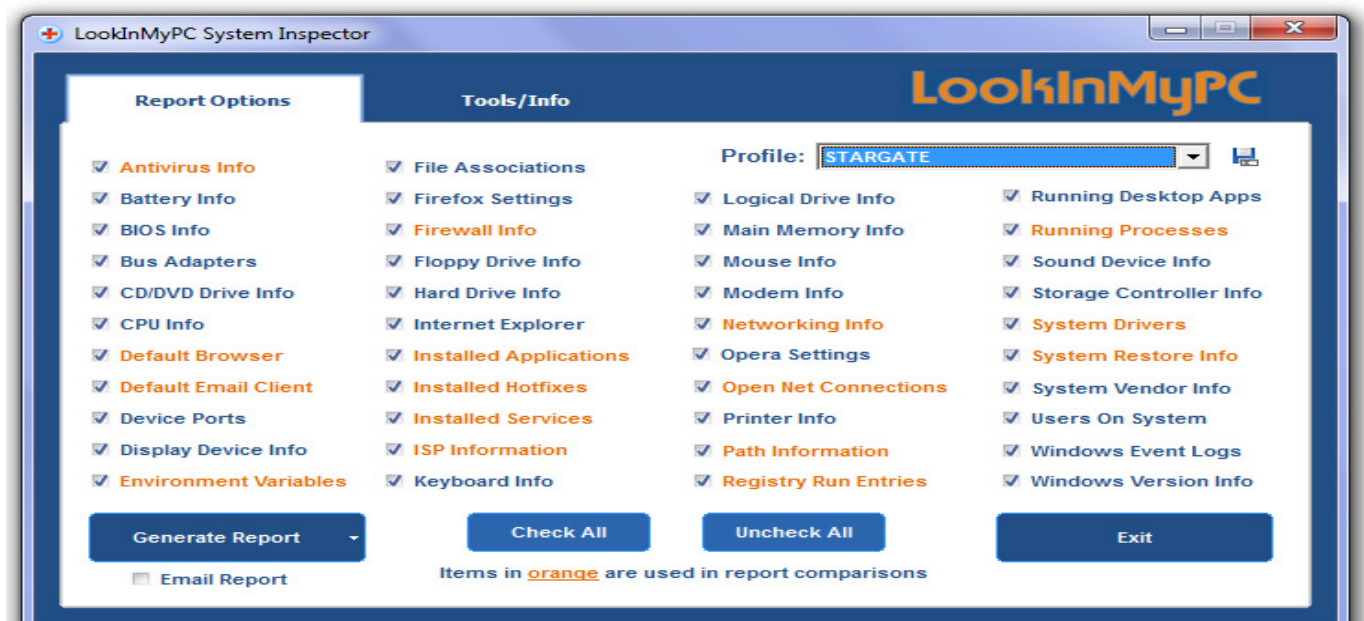 LookInMyPC System Inspector
LookInMyPC
Report Options
Tools/Info
Profile: STARGATE
Antivirus Info
Battery Info
BIOS Info
Bus Adapters
CD/DVD Drive Info
CPU Info
Default Browser
Default Email Client
Device Ports
Display Device Info
Environment Variables
File Associations
Firefox Settings
Firewall Info
Floppy Drive Info
Hard Drive Info
Internet Explorer
Installed Applications
Installed Hotfixes
Installed Services
ISP Information
Keyboard Info
Logical Drive Info
Main Memory Info
Mouse Info
Modem Info
Networking Info
Opera Settings
Open Net Connections
Printer Info
Path Information
Registry Run Entries
Running Desktop Apps
Running Processes
Sound Device Info
Storage Controller Info
System Drivers
System Restore Info
System Vendor Info
Users On System
Windows Event Logs
Windows Version Info
Generate Report
Check All
Uncheck All
Exit
Email Report
Items in orange are used in report comparisons